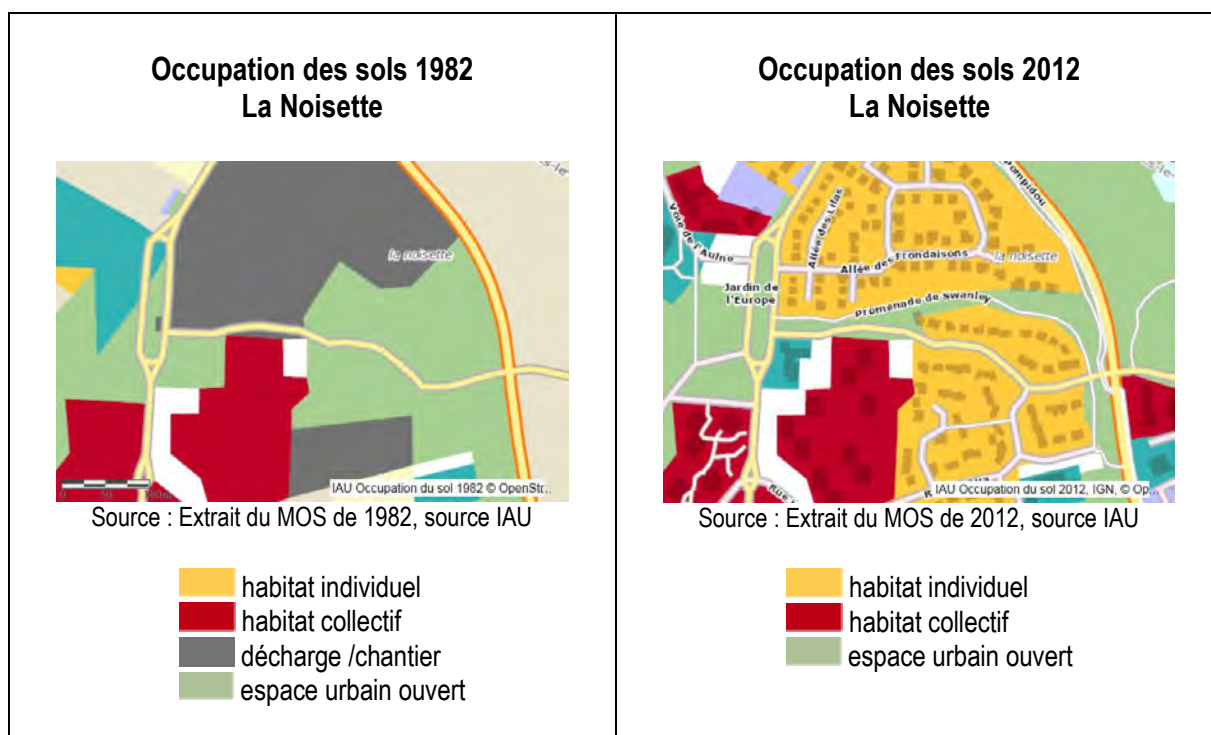 Occupation des sols 1982
La Noisette
la noisette
0 50
IAU Occupation du sol 1982 © OpenStr..
Source : Extrait du MOS de 1982, source IAU
habitat individuel
habitat collectif
décharge /chantier
espace urbain ouvert
Occupation des sols 2012
La Noisette
Pompidou
Voie de l'Aulne
Allée des Lilas
Allée des Frondaisons
la noisette
Jardin de
l'Europe
Promenade de Swanley
IAU Occupation du sol 2012, IGN, © Op...
Source : Extrait du MOS de 2012, source IAU
habitat individuel
habitat collectif
espace urbain ouvert